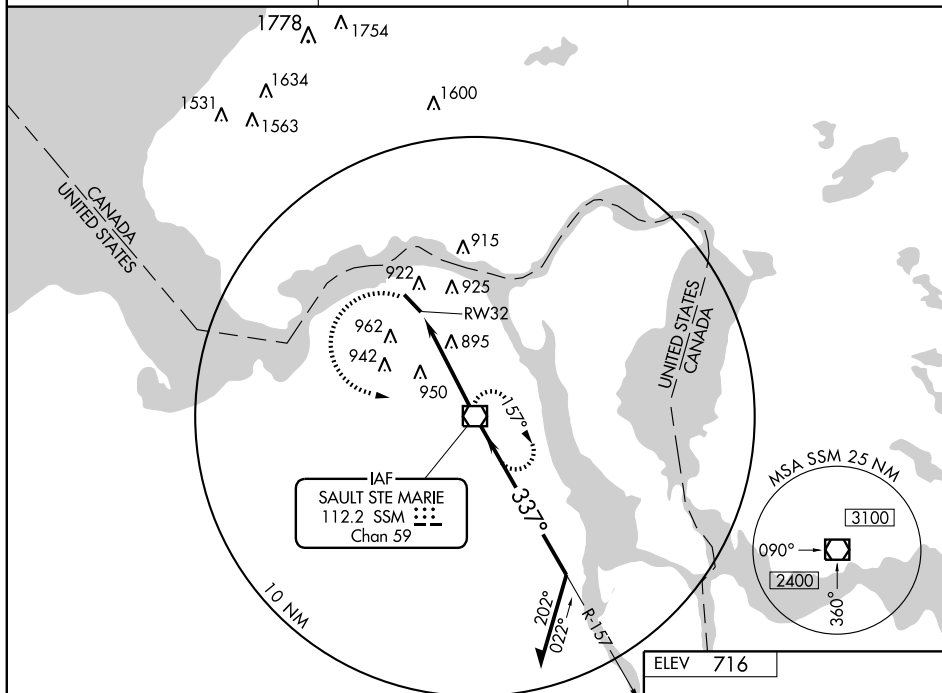 1778
1754
1634
1531
1563
1600
CANADA
UNITED STATES
915
922
925
RW32
962
895
942
950
UNITED STATES
CANADA
157°
IAF
SAULT STE MARIE
112.2 SSM
Chan 59
337°
MSA SSM 25 NM
3100
090°
2400
360°
10 NM
202°
022°
R-157
ELEV 716